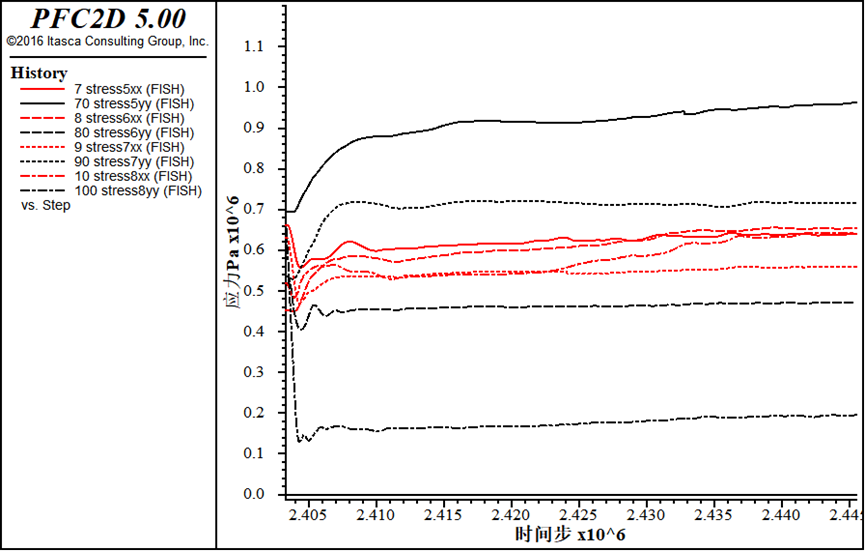 PFC2D 5.00
©2016 Itasca Consulting Group, Inc.
History
7 stress5xx (FISH)
70 stress5yy (FISH)
8 stress6xx (FISH)
80 stress6yy (FISH)
9 stress7xx (FISH)
90 stress7yy (FISH)
10 stress8xx (FISH)
100 stress8yy (FISH)
vs. Step
应力Pa x10^6
1.1
1.0
0.9
0.8
0.7
0.6
0.5
0.4
0.3
0.2
0.1
0.0
2.405 2.410 2.415 2.420 2.425 2.430 2.435 2.440 2.445
时间步 x10^6